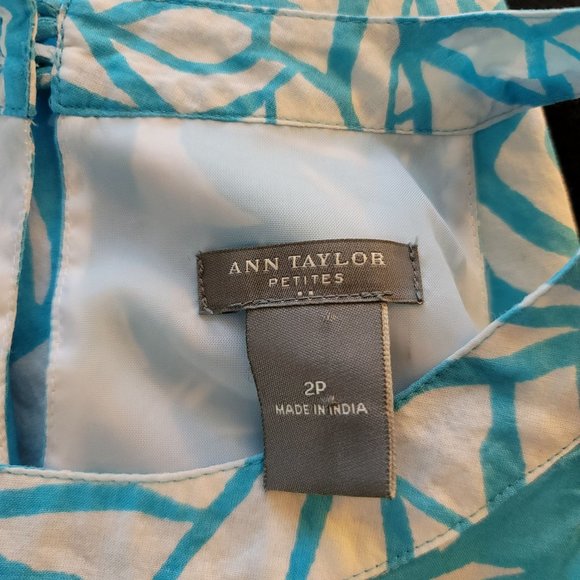 ANN TAYLOR
PETITES
2P
MADE IN INDIA